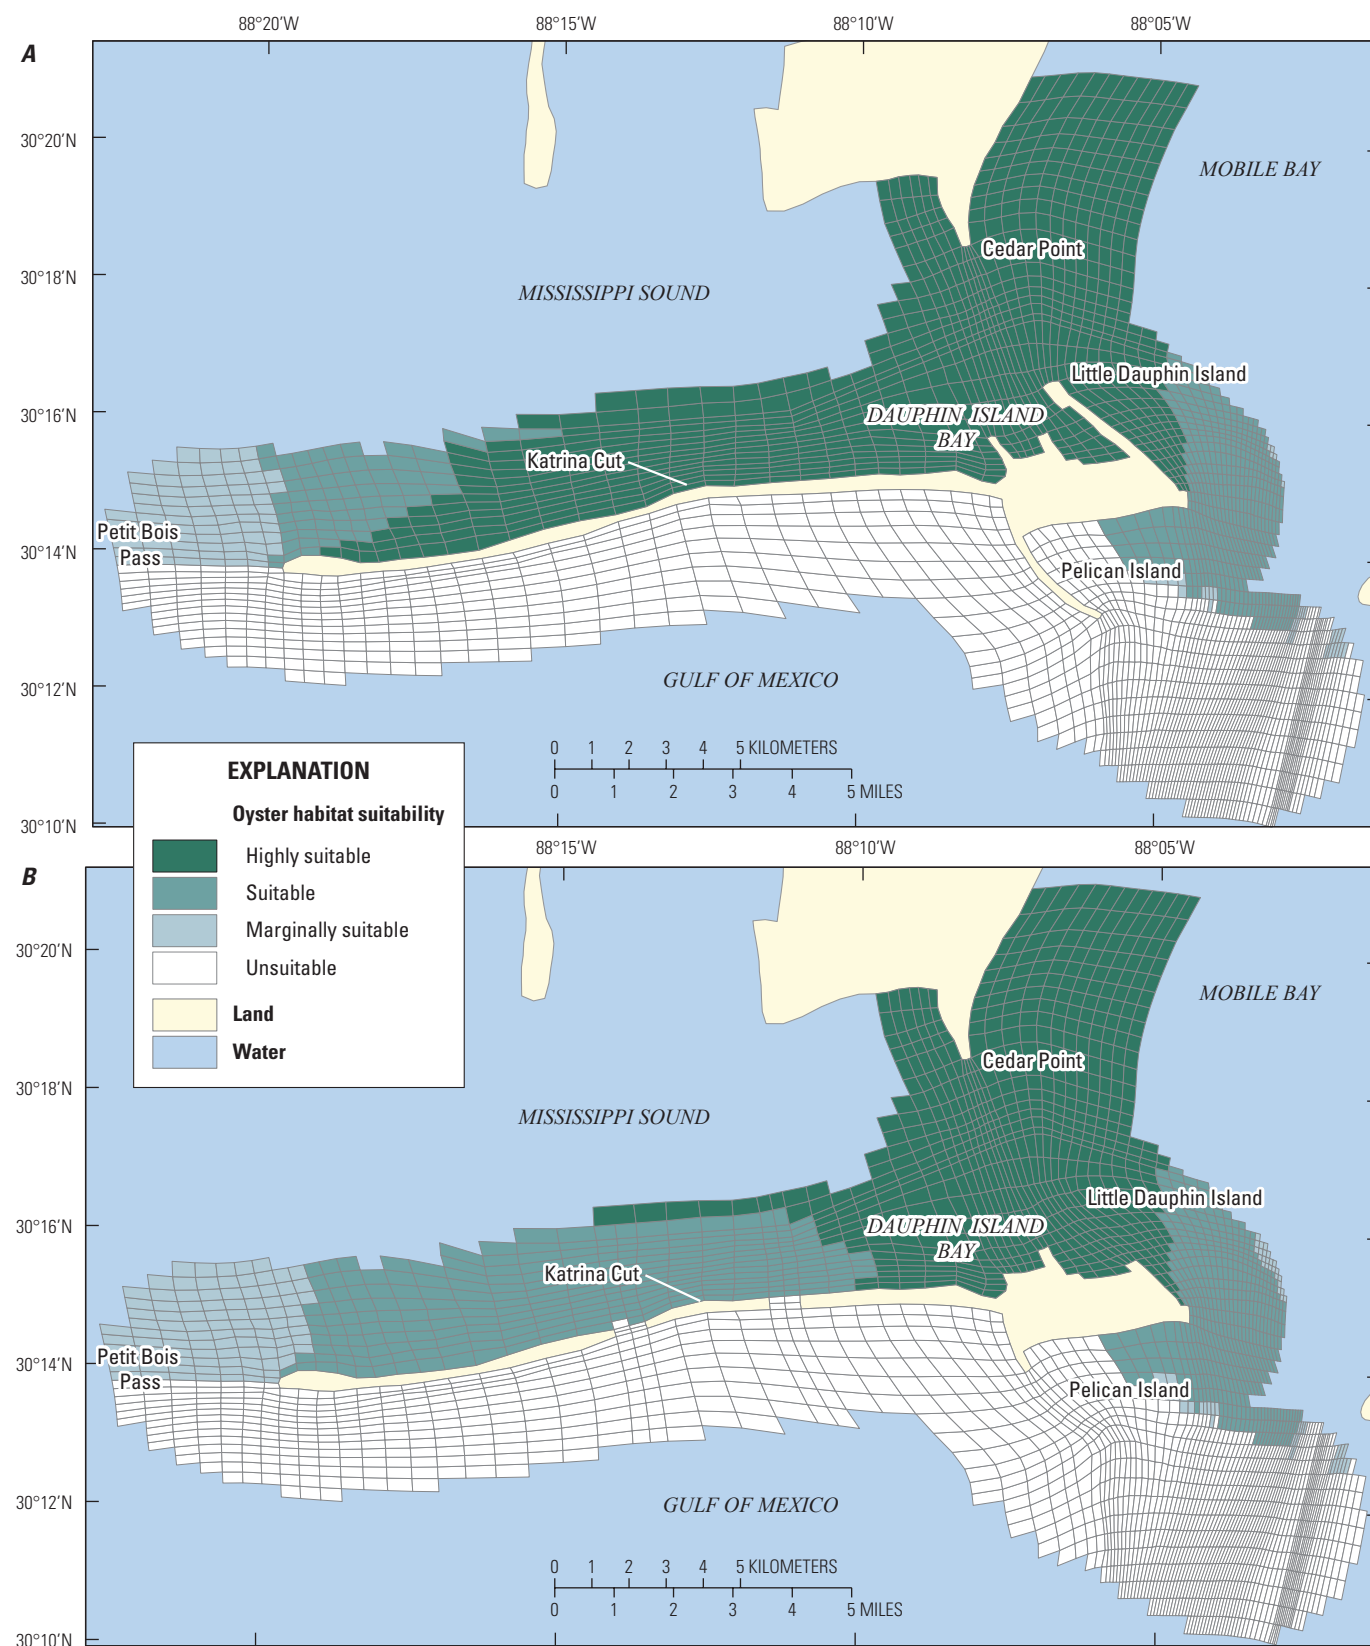 88°20′W 88°15′W 88°10′W 88°05′W
A
30°20′N
MOBILE BAY
Cedar Point
30°18′N
MISSISSIPPI SOUND
Little Dauphin Island
30°16′N
DAUPHIN ISLAND
BAY
Katrina Cut
30°14′N
Petit Bois
Pass
Pelican Island
30°12′N
GULF OF MEXICO
0 1 2 3 4 5 KILOMETERS
0 1 2 3 4 5 MILES
30°10′N
EXPLANATION
Oyster habitat suitability
Highly suitable
Suitable
Marginally suitable
Unsuitable
Land
Water
88°15′W 88°10′W 88°05′W
B
30°20′N
MOBILE BAY
Cedar Point
30°18′N
MISSISSIPPI SOUND
Little Dauphin Island
30°16′N
DAUPHIN ISLAND
BAY
Katrina Cut
30°14′N
Petit Bois
Pass
Pelican Island
30°12′N
GULF OF MEXICO
0 1 2 3 4 5 KILOMETERS
0 1 2 3 4 5 MILES
30°10′N